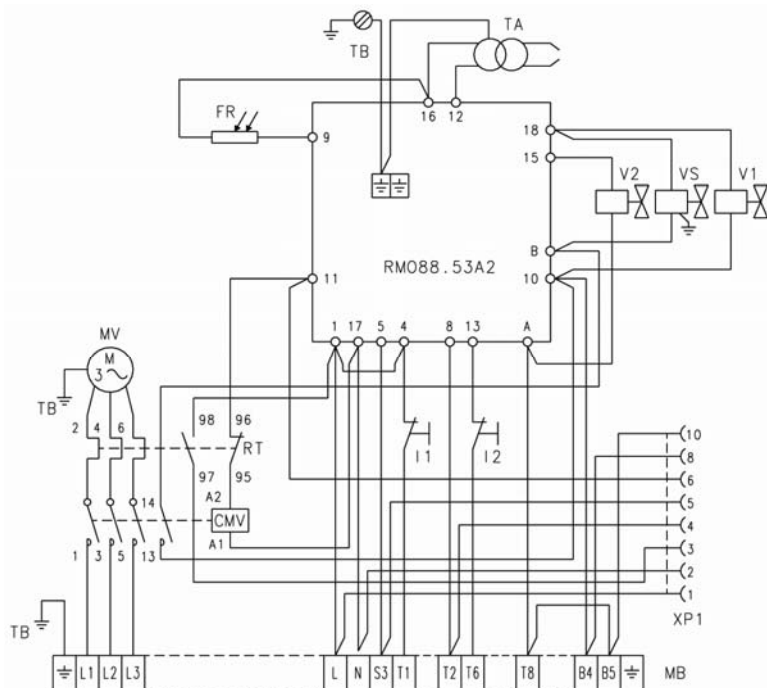 TB
TA
FR
16 12
9
18
15
V2 VS V1
B
10
11
RMO88.53A2
1 17 5 4 8 13 A
MV
M
3
TB
2 4 6
98 96
RT
97 95
I1 I2
14
A2
CMV
A1
1 3 5 13
10
8
6
5
4
3
2
1
XP1
TB
L1 L2 L3 L N S3 T1 T2 T6 T8 B4 B5 MB